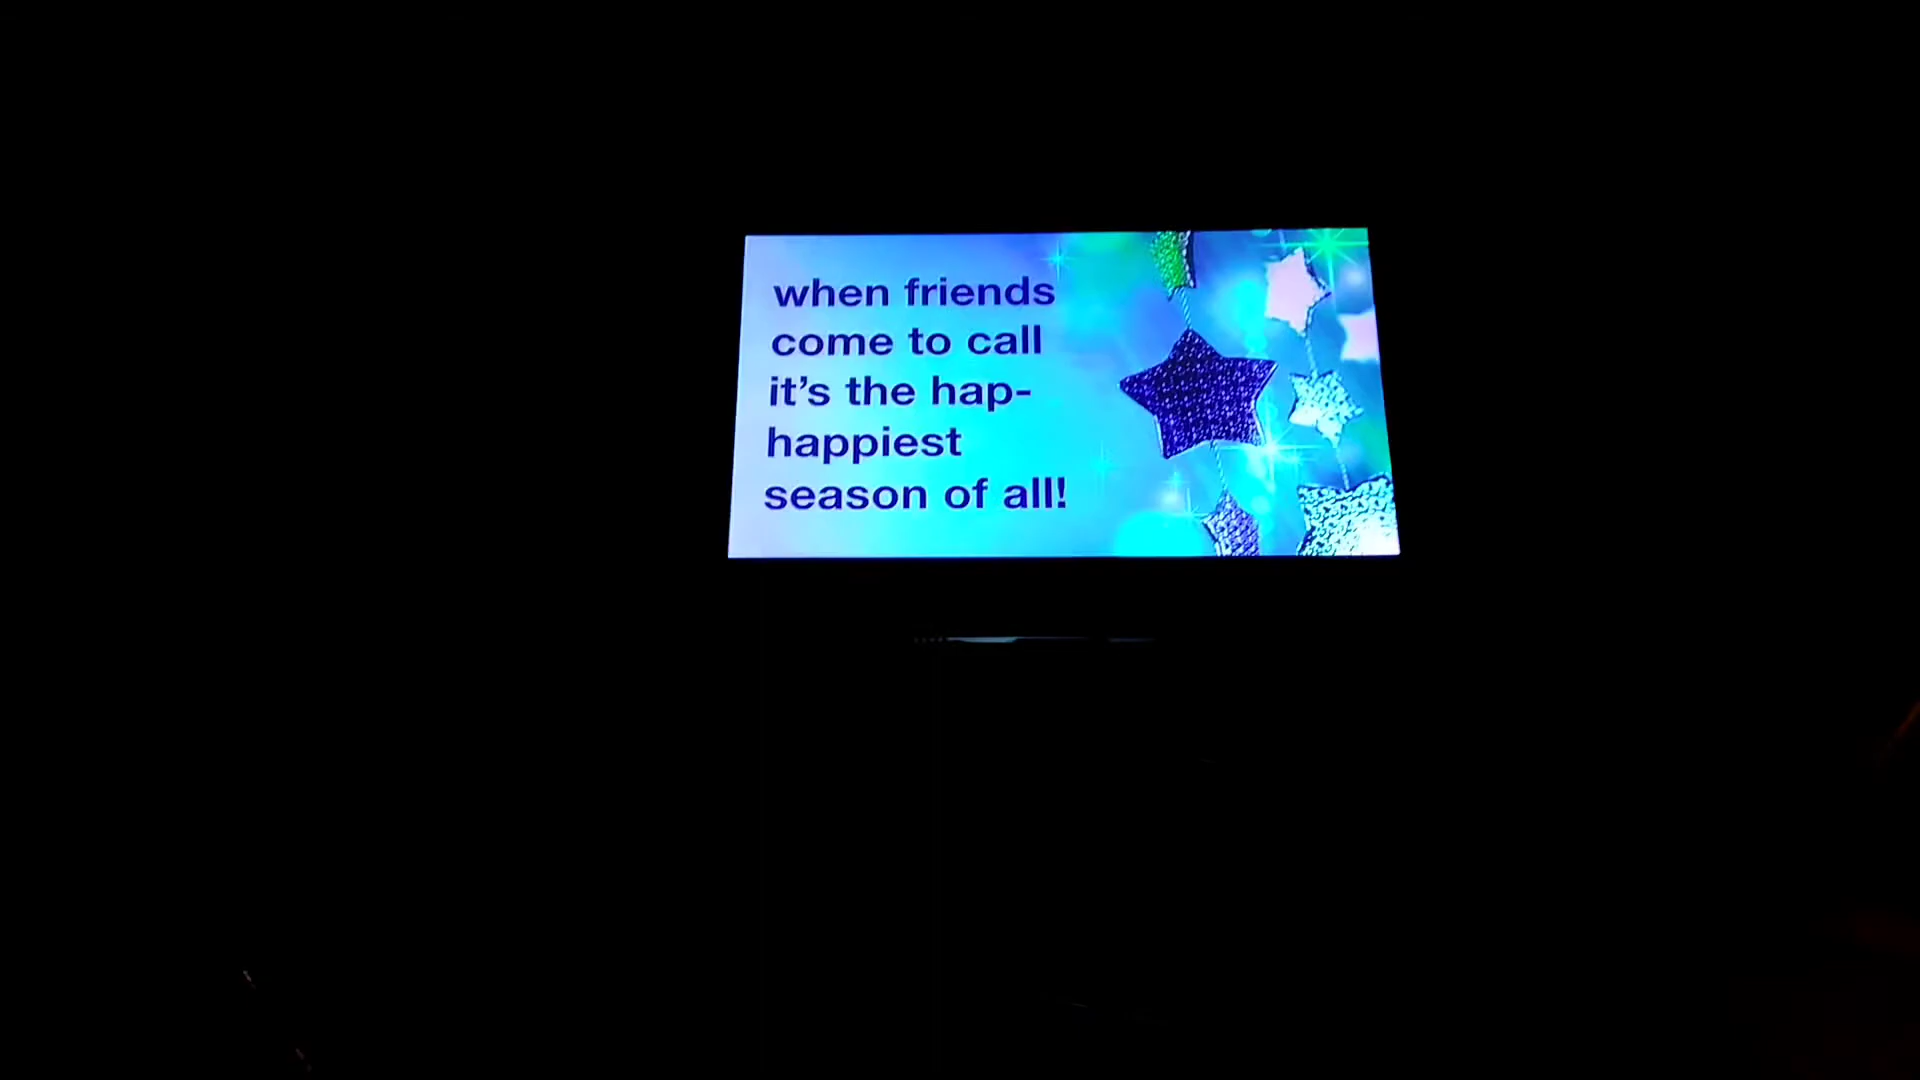 when friends
come to call
it’s the hap-
happiest
season of all!